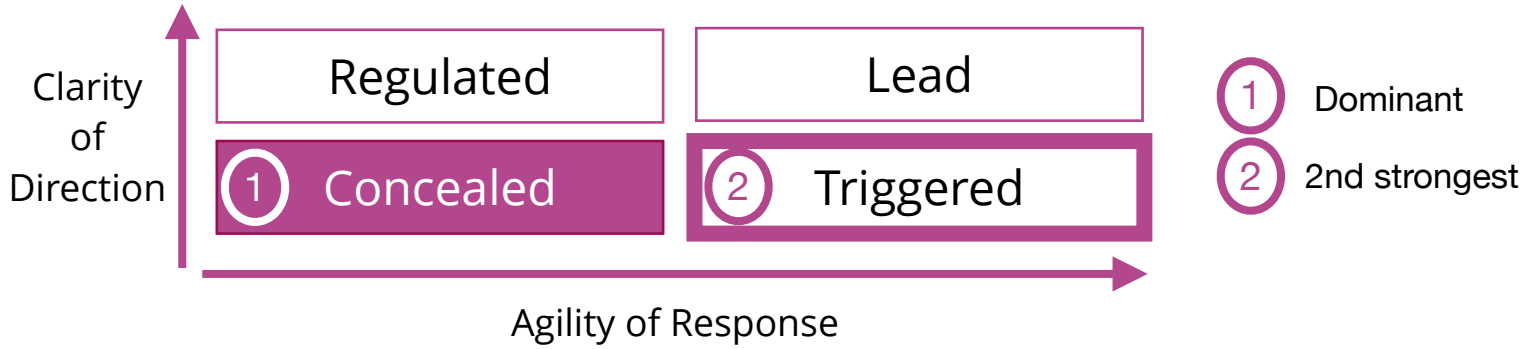 Clarity
of
Direction
Regulated
Lead
1 Concealed
2 Triggered
Agility of Response
1 Dominant
2 2nd strongest